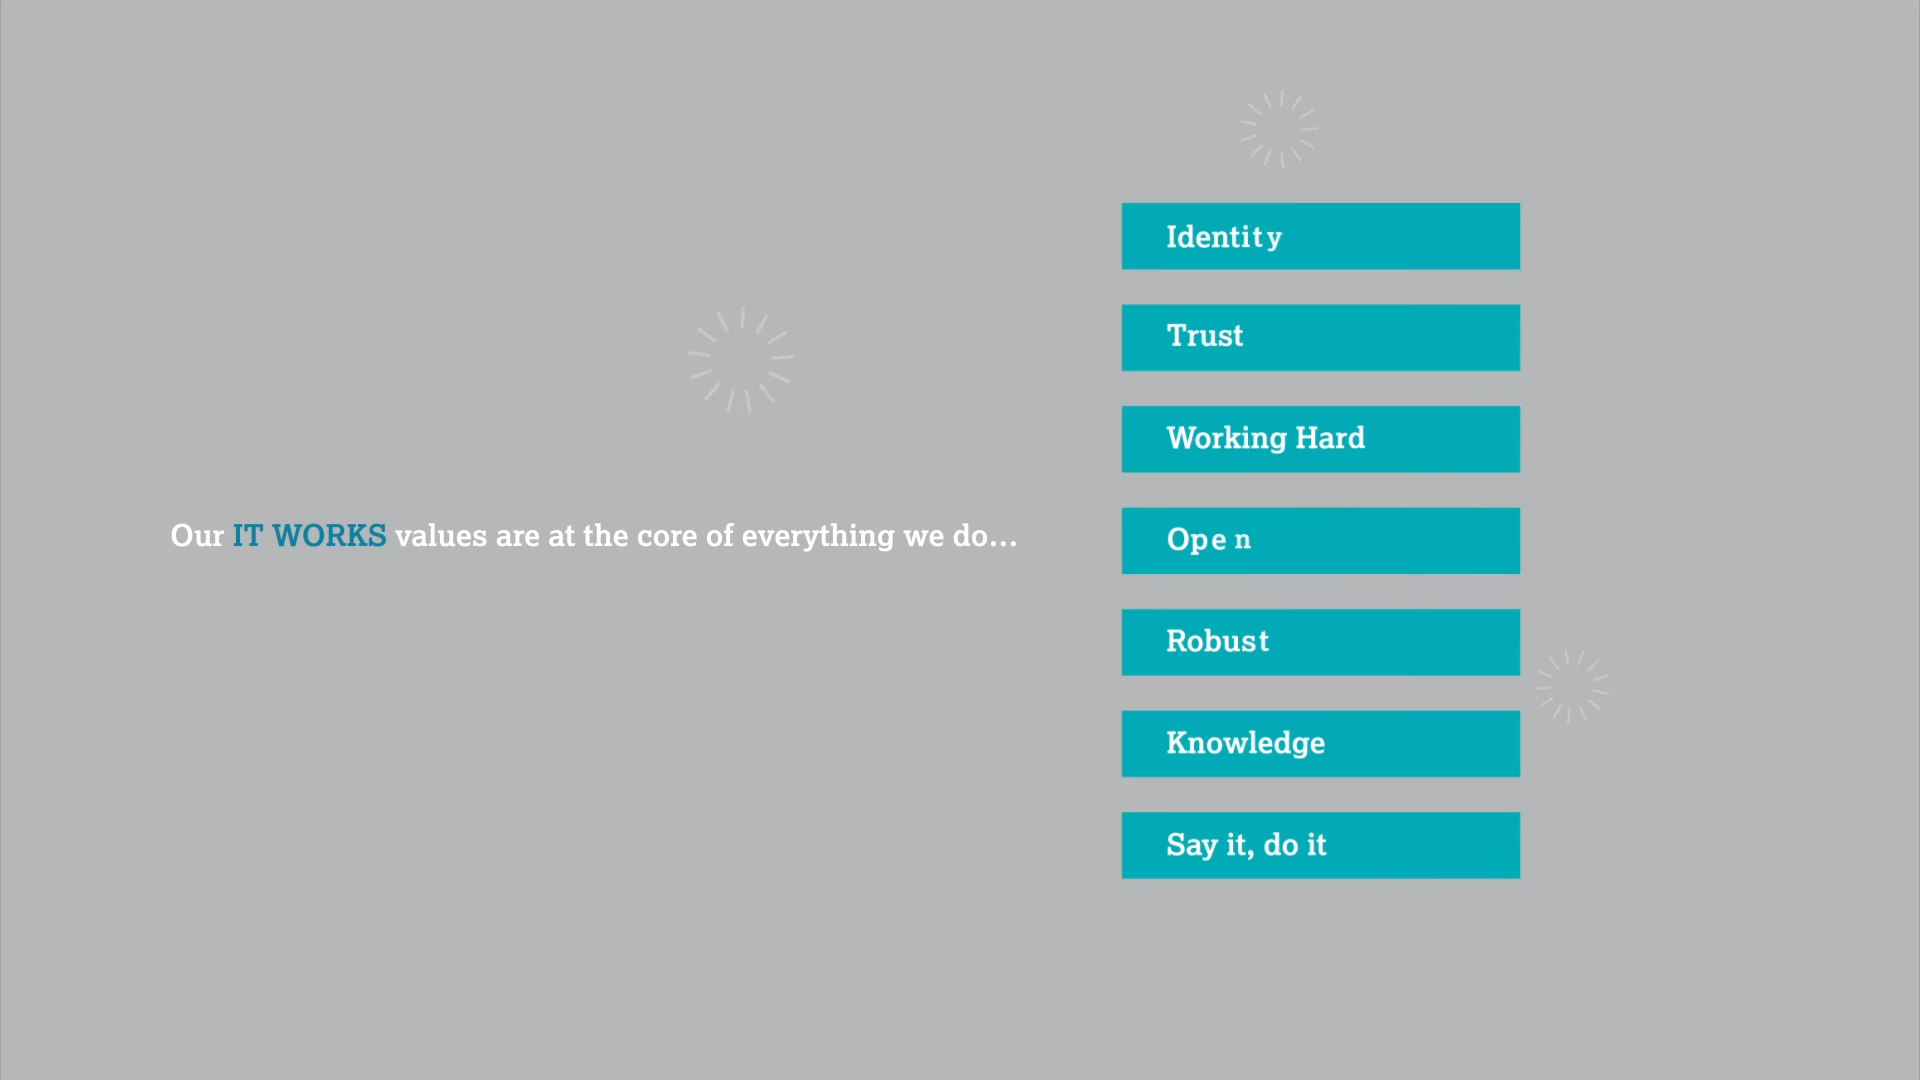 Our IT WORKS values are at the core of everything we do...
Identity
Trust
Working Hard
Open
Robust
Knowledge
Say it, do it